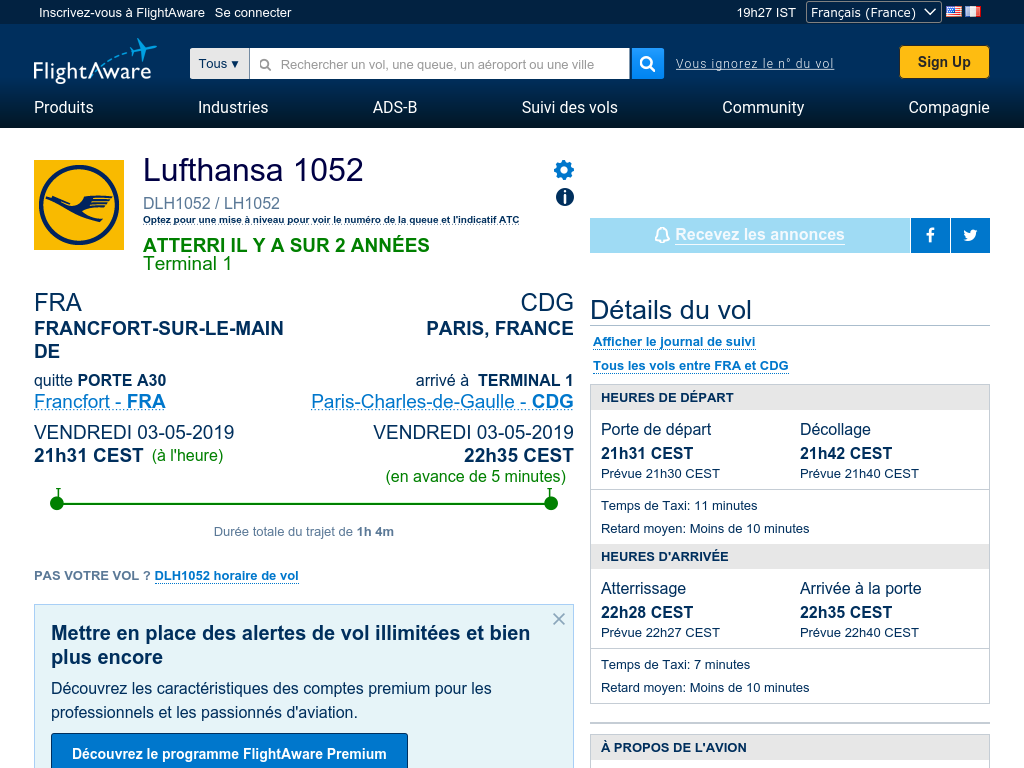 Inscrivez-vous à FlightAware Se connecter
19h27 IST Français (France)
FlightAware
Tous ▾ Rechercher un vol, une queue, un aéroport ou une ville
Vous ignorez le n° du vol
Sign Up
Produits Industries ADS-B Suivi des vols Community Compagnie
Lufthansa 1052
DLH1052 / LH1052
Optez pour une mise à niveau pour voir le numéro de la queue et l'indicatif ATC
ATTERRI IL Y A SUR 2 ANNÉES
Terminal 1
Recevez les annonces
FRA CDG
FRANCFORT-SUR-LE-MAIN PARIS, FRANCE
DE
quitte PORTE A30 arrivé à TERMINAL 1
Francfort - FRA Paris-Charles-de-Gaulle - CDG
VENDREDI 03-05-2019 VENDREDI 03-05-2019
21h31 CEST (à l'heure) 22h35 CEST
(en avance de 5 minutes)
Durée totale du trajet de 1h 4m
PAS VOTRE VOL ? DLH1052 horaire de vol
Mettre en place des alertes de vol illimitées et bien
plus encore
Découvrez les caractéristiques des comptes premium pour les
professionnels et les passionnés d'aviation.
Découvrez le programme FlightAware Premium
Détails du vol
Afficher le journal de suivi
Tous les vols entre FRA et CDG
HEURES DE DÉPART
Porte de départ Décollage
21h31 CEST 21h42 CEST
Prévue 21h30 CEST Prévue 21h40 CEST
Temps de Taxi: 11 minutes
Retard moyen: Moins de 10 minutes
HEURES D'ARRIVÉE
Atterrissage Arrivée à la porte
22h28 CEST 22h35 CEST
Prévue 22h27 CEST Prévue 22h40 CEST
Temps de Taxi: 7 minutes
Retard moyen: Moins de 10 minutes
À PROPOS DE L'AVION